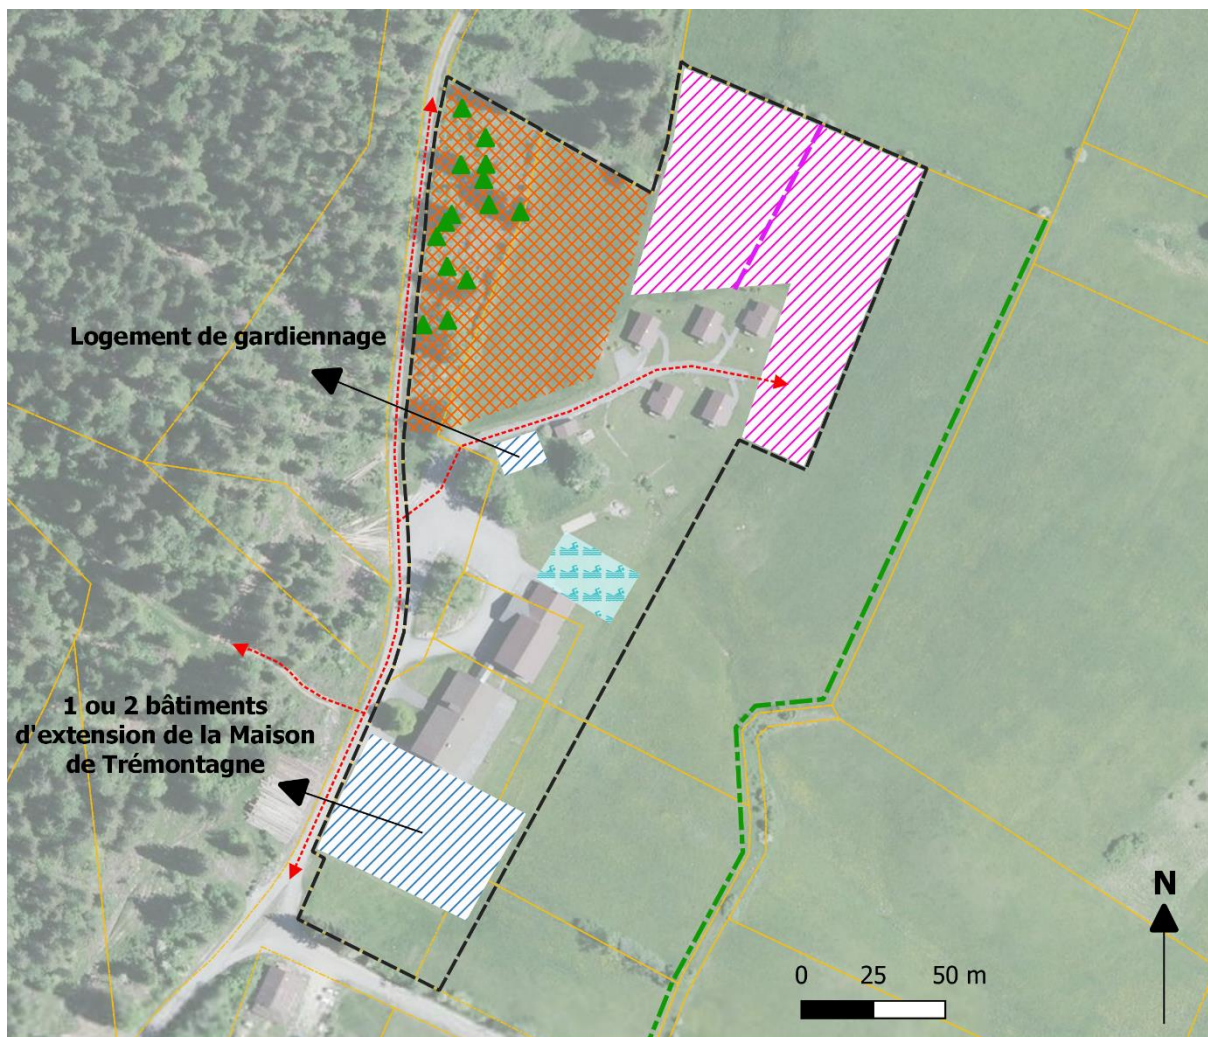 Logement de gardiennage
1 ou 2 bâtiments
d'extension de la Maison
de Trémontagne
N
0 25 50 m